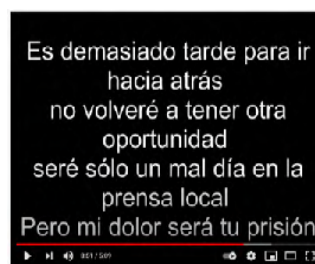 Es demasiado tarde para ir
hacia atrás
no volveré a tener otra
oportunidad
seré sólo un mal día en la
prensa local
Pero mi dolor será tu prisión